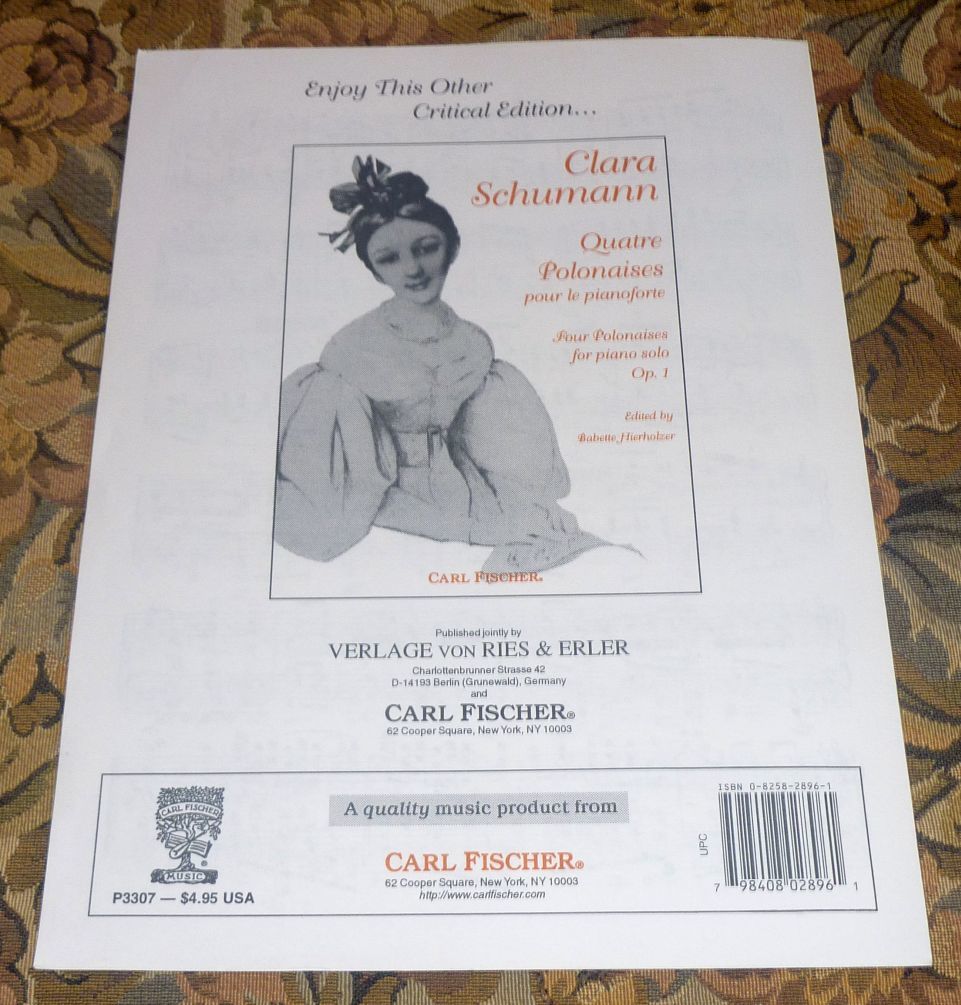 Enjoy This Other
Critical Edition...
Clara
Schumann
Quatre
Polonaises
pour le pianoforte
Four Polonaises
for piano solo
Op. 1
Edited by
Babette Hierholzer
CARL FISCHER®
Published jointly by
VERLAGE VON RIES & ERLER
Charlottenbrunner Strasse 42
D-14193 Berlin (Grunewald), Germany
and
CARL FISCHER®
62 Cooper Square, New York, NY 10003
CARL FISCHER
MUSIC
®
P3307 — $4.95 USA
A quality music product from
CARL FISCHER®
62 Cooper Square, New York, NY 10003
http://www.carlfischer.com
ISBN 0-8258-2896-1
UPC
7 98408 02896 1